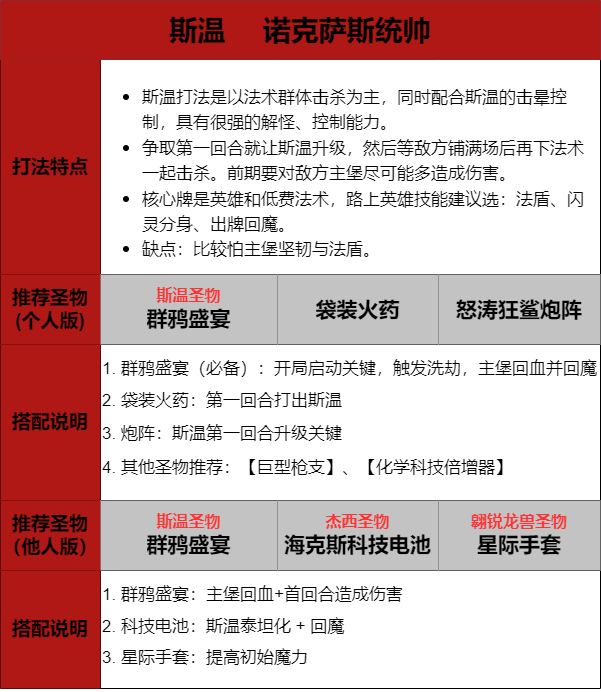 斯温 诺克萨斯统帅
打法特点
• 斯温打法是以法术群体击杀为主，同时配合斯温的击晕控
制，具有很强的解怪、控制能力。
• 争取第一回合就让斯温升级，然后等敌方铺满场后再下法术
一起击杀。前期要对敌方主堡尽可能多造成伤害。
• 核心牌是英雄和低费法术，路上英雄技能建议选：法盾、闪
灵分身、出牌回魔。
• 缺点：比较怕主堡坚韧与法盾。
推荐圣物
(个人版)
斯温圣物
群鸦盛宴
袋装火药
怒涛狂鲨炮阵
搭配说明
1. 群鸦盛宴（必备）：开局启动关键，触发洗劫，主堡回血并回魔
2. 袋装火药：第一回合打出斯温
3. 炮阵：斯温第一回合升级关键
4. 其他圣物推荐：【巨型枪支】、【化学科技倍增器】
推荐圣物
(他人版)
斯温圣物
群鸦盛宴
杰西圣物
海克斯科技电池
翱锐龙兽圣物
星际手套
搭配说明
1. 群鸦盛宴：主堡回血+首回合造成伤害
2. 科技电池：斯温泰坦化 + 回魔
3. 星际手套：提高初始魔力